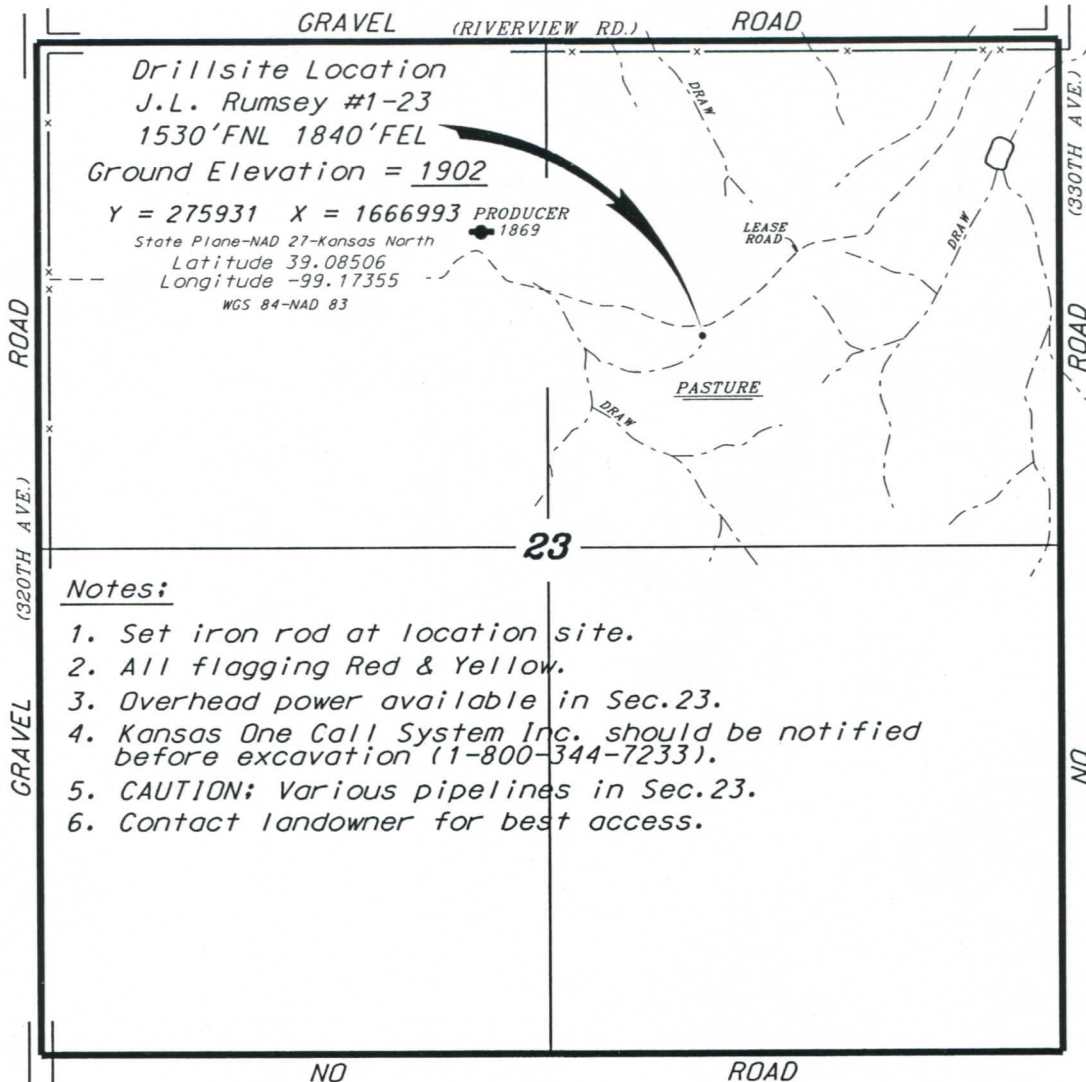 GRAVEL (RIVERVIEW RD.) ROAD
Drillsite Location
J.L. Rumsey #1-23
1530'FNL 1840'FEL
Ground Elevation = 1902
Y = 275931 X = 1666993
State Plane-NAD 27-Kansas North
Latitude 39.08506
Longitude -99.17355
WGS 84-NAD 83
PRODUCER
1869
DRAW
LEASE
ROAD
DRAW
PASTURE
DRAW
(330TH AVE.)
ROAD
NO
ROAD
(320TH AVE.)
GRAVEL
23
Notes:
1. Set iron rod at location site.
2. All flagging Red & Yellow.
3. Overhead power available in Sec.23.
4. Kansas One Call System Inc. should be notified
before excavation (1-800-344-7233).
5. CAUTION: Various pipelines in Sec.23.
6. Contact landowner for best access.
NO ROAD